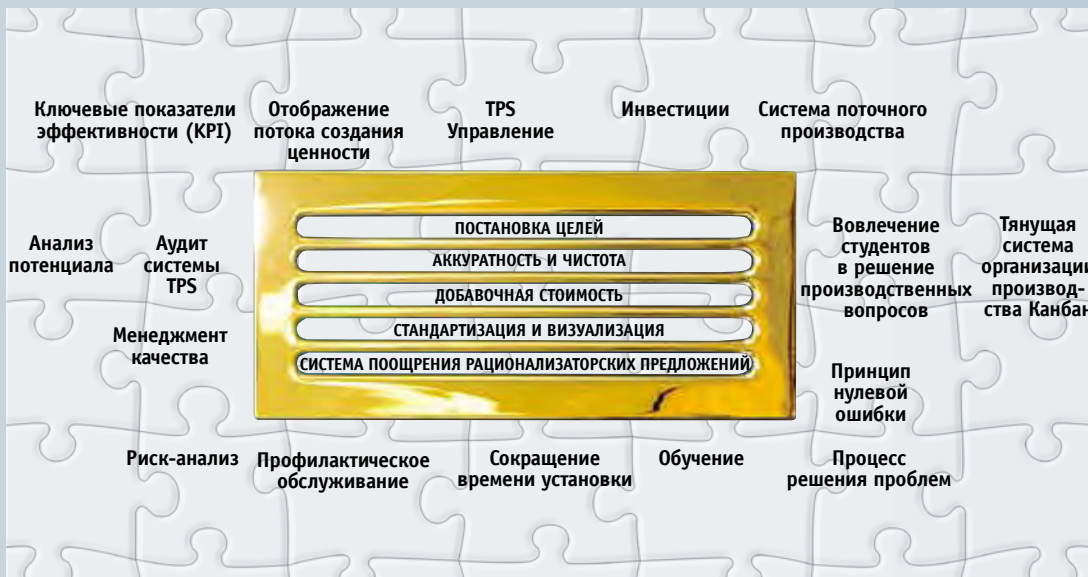 Ключевые показатели
эффективности (KPI)
Отображение
потока создания
ценности
TPS
Управление
Инвестиции
Система поточного
производства
Анализ
потенциала
Аудит
системы
TPS
Менеджмент
качества
ПОСТАНОВКА ЦЕЛЕЙ
АККУРАТНОСТЬ И ЧИСТОТА
ДОБАВОЧНАЯ СТОИМОСТЬ
СТАНДАРТИЗАЦИЯ И ВИЗУАЛИЗАЦИЯ
СИСТЕМА ПООЩРЕНИЯ РАЦИОНАЛИЗАТОРСКИХ ПРЕДЛОЖЕНИЙ
Вовлечение
студентов
в решение
производственных
вопросов
Тянущая
система
организации
производ-
ства Канбан
Принцип
нулевой
ошибки
Риск-анализ
Профилактическое
обслуживание
Сокращение
времени установки
Обучение
Процесс
решения проблем